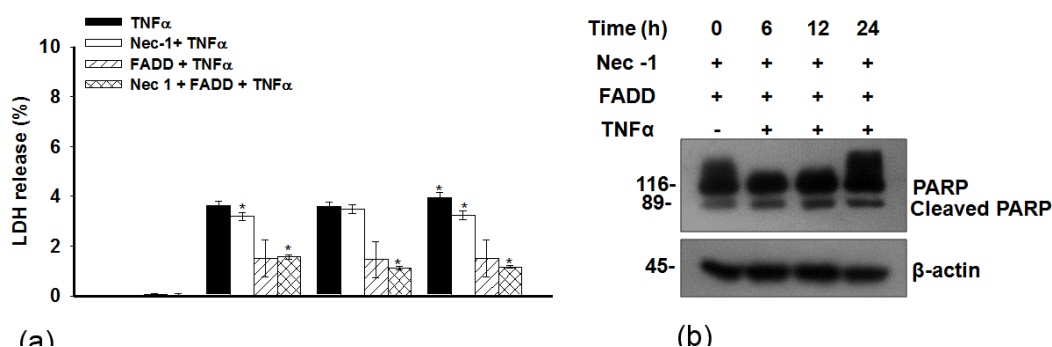 TNFα
Nec-1+ TNFα
FADD + TNFα
Nec 1 + FADD + TNFα
LDH release (%)
10
8
6
4
2
0
* * * * * * *
(a)
Time (h) 0 6 12 24
Nec -1 + + + +
FADD + + + +
TNFα - + + +
116-
89-
PARP
Cleaved PARP
45-
β-actin
(b)